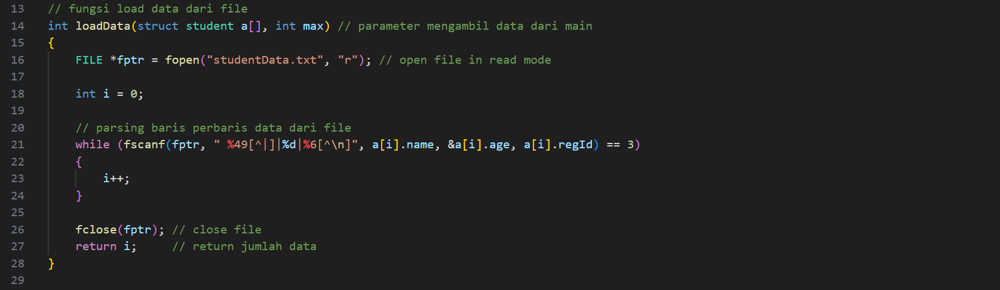 13 // fungsi load data dari file
14 int loadData(struct student a[], int max) // parameter mengambil data dari main
15 {
16     FILE *fptr = fopen("studentData.txt", "r"); // open file in read mode
17
18     int i = 0;
19
20     // parsing baris perbaris data dari file
21     while (fscanf(fptr, " %49[^|]|%d|%6[^\n]", a[i].name, &a[i].age, a[i].regId) == 3)
22     {
23         i++;
24     }
25
26     fclose(fptr); // close file
27     return i;     // return jumlah data
28 }
29